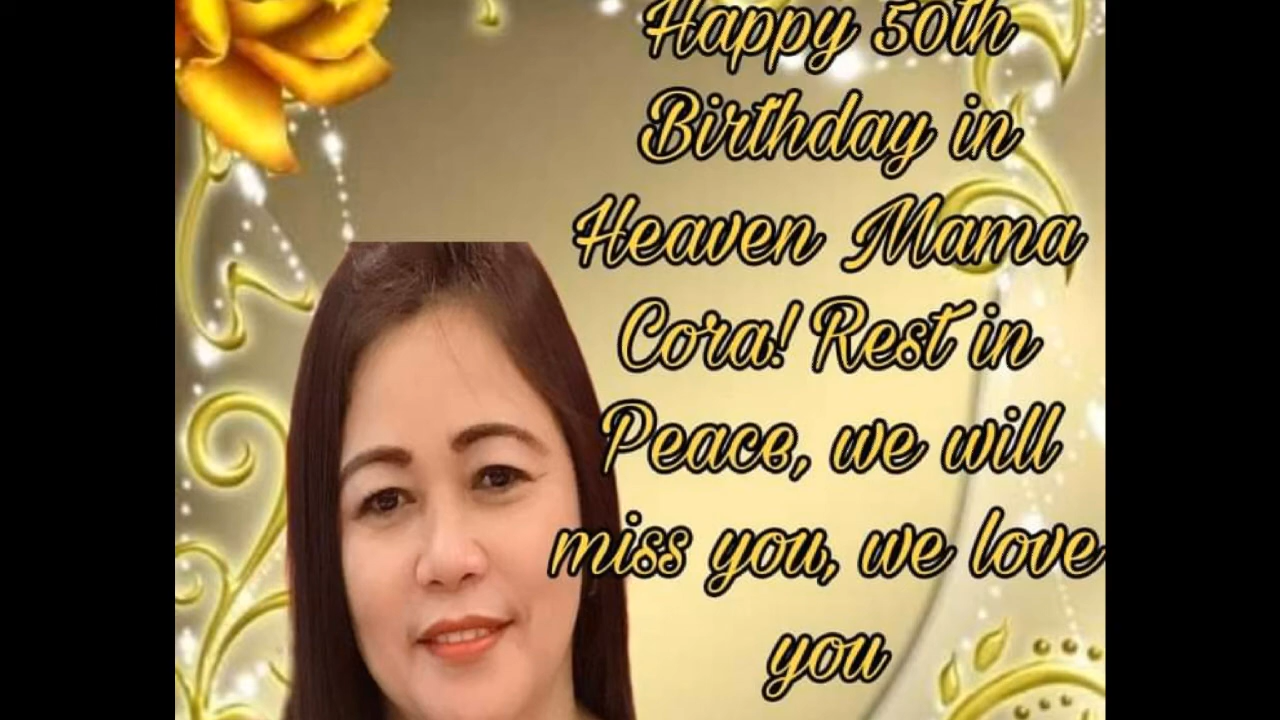 Happy 50th
Birthday in
Heaven Mama
Cora! Rest in
Peace, we will
miss you, we love
you